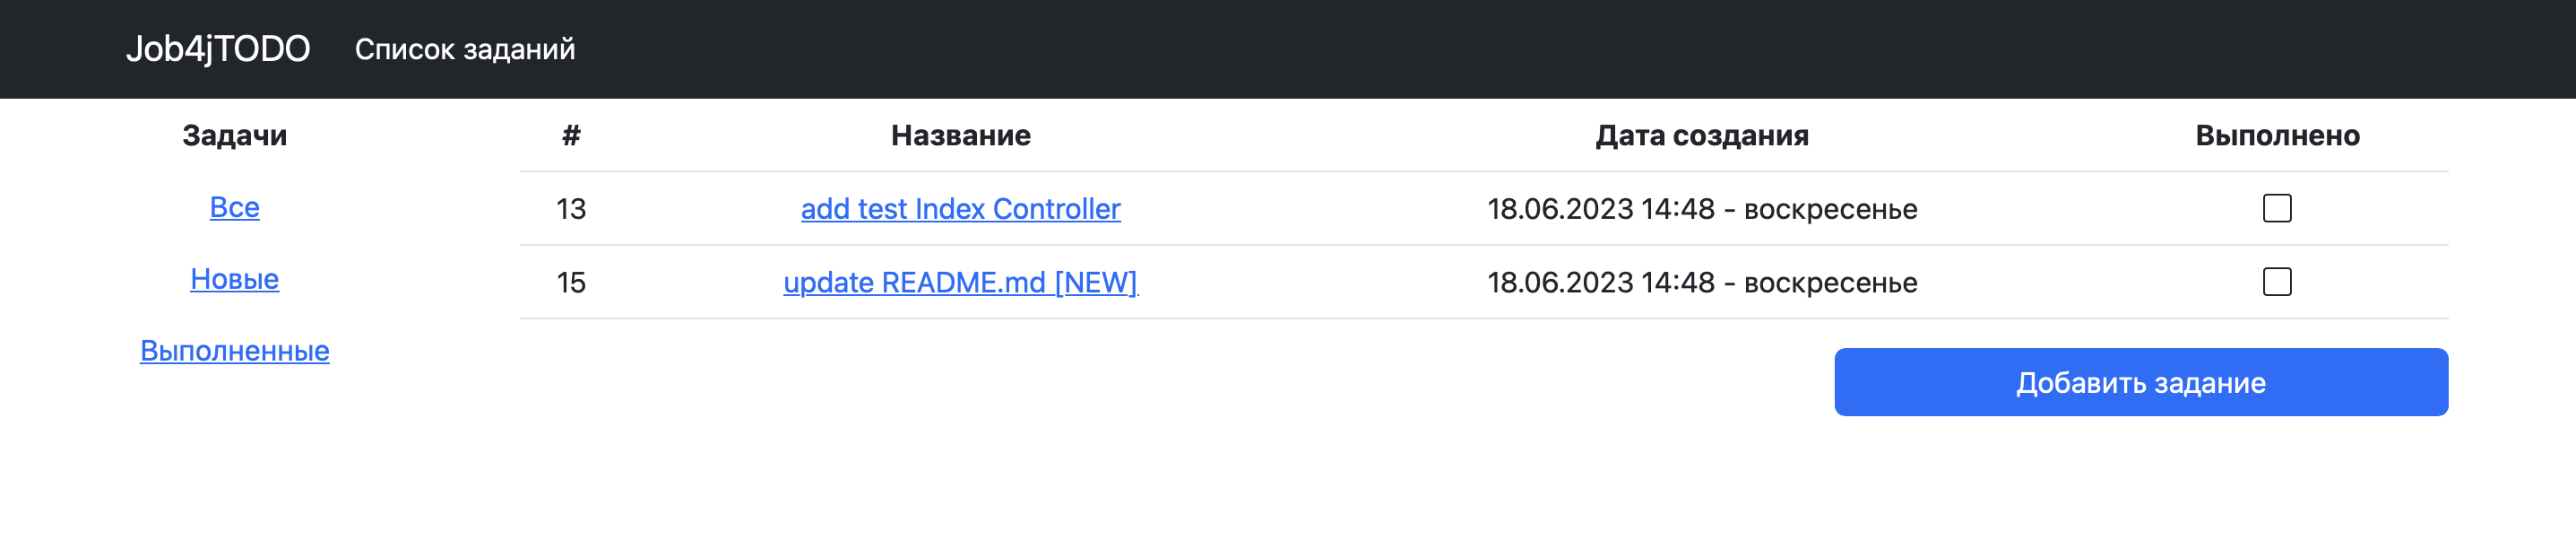 Job4jTODO Список заданий
Задачи # Название Дата создания Выполнено
Все 13 add test Index Controller 18.06.2023 14:48 - воскресенье
Новые 15 update README.md [NEW] 18.06.2023 14:48 - воскресенье
Выполненные
Добавить задание